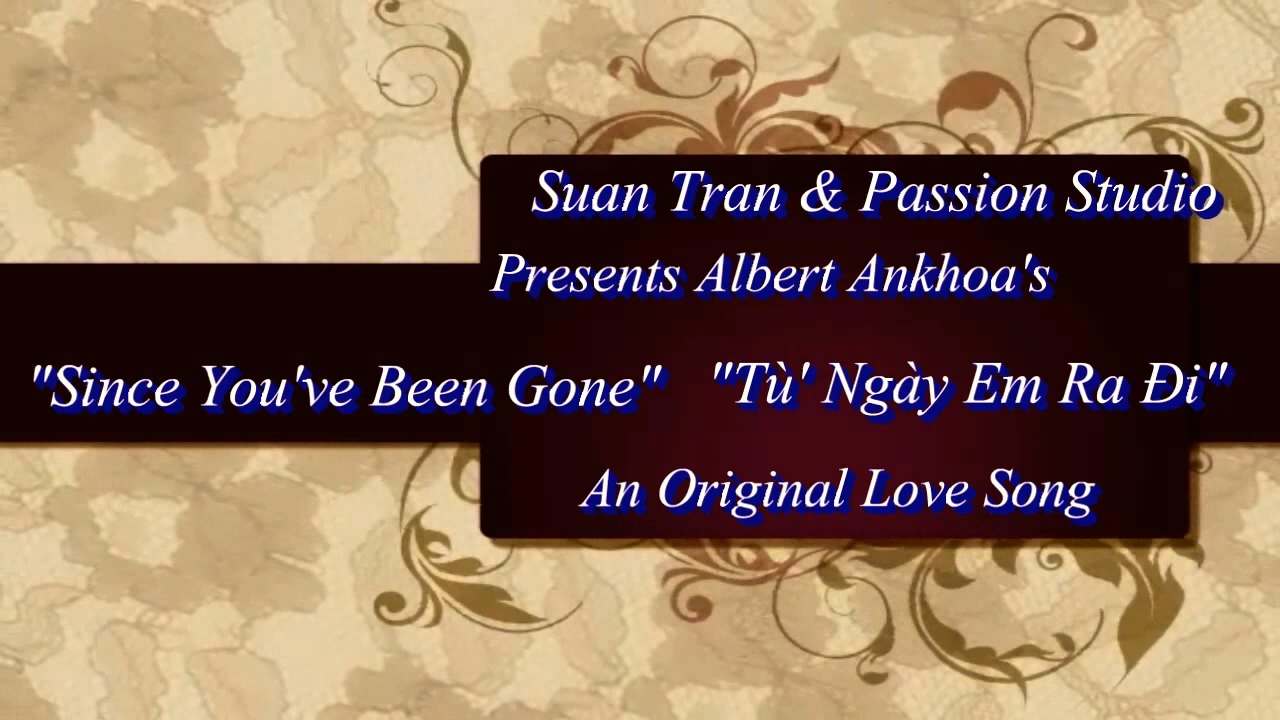 Suan Tran & Passion Studio
Presents Albert Ankhoa's
"Since You've Been Gone" "Tù' Ngày Em Ra Đi"
An Original Love Song